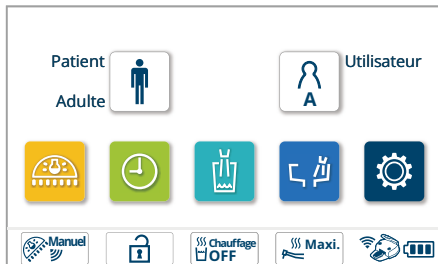 Patient
Utilisateur
Adulte
A
Manuel
Chauffage
OFF
Maxi.